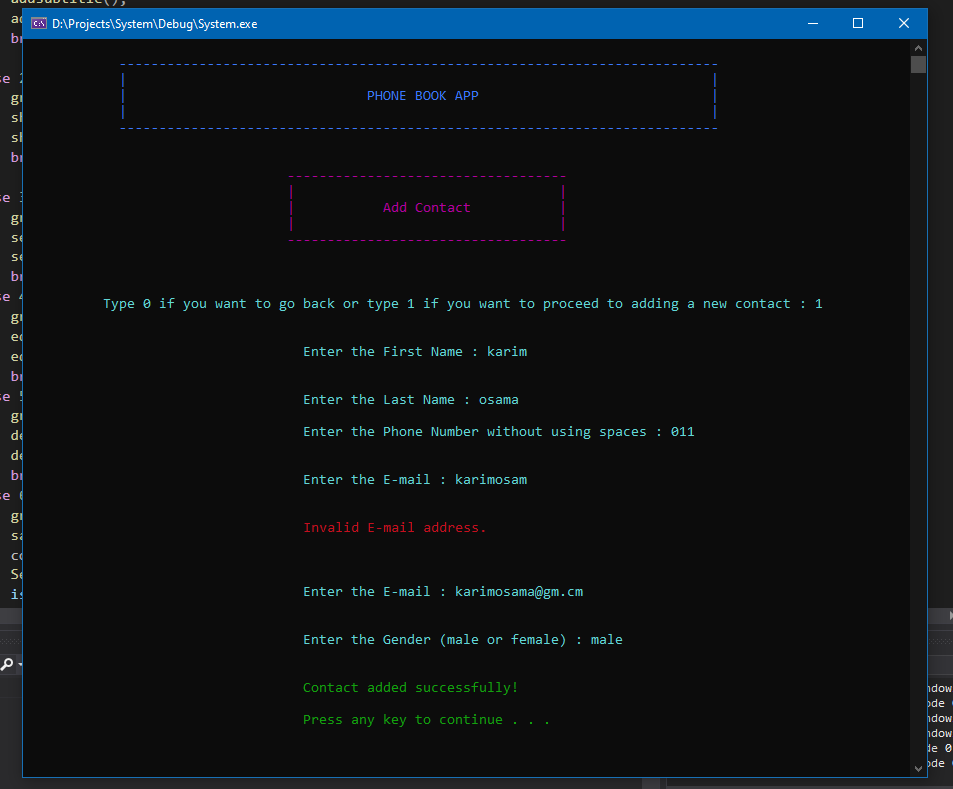 D:\Projects\System\Debug\System.exe
PHONE BOOK APP
Add Contact
Type 0 if you want to go back or type 1 if you want to proceed to adding a new contact : 1
Enter the First Name : karim
Enter the Last Name : osama
Enter the Phone Number without using spaces : 011
Enter the E-mail : karimosam
Invalid E-mail address.
Enter the E-mail : karimosama@gm.cm
Enter the Gender (male or female) : male
Contact added successfully!
Press any key to continue . . .